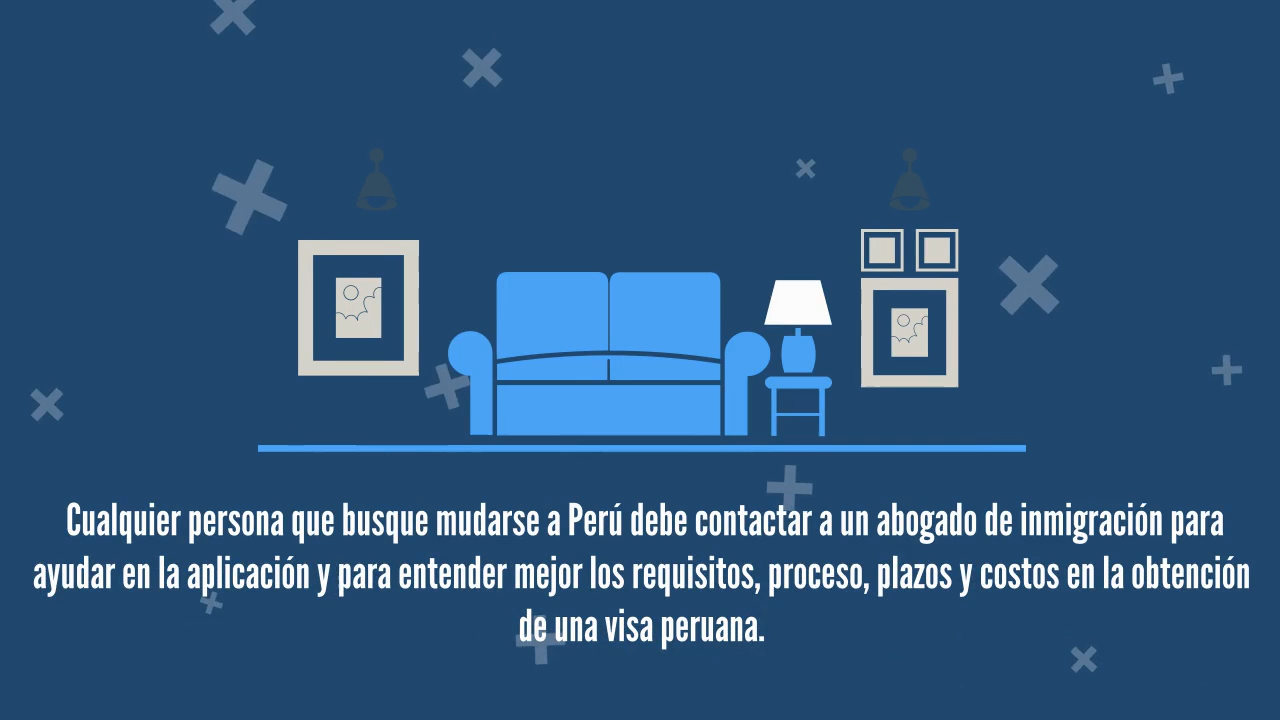 Cualquier persona que busque mudarse a Perú debe contactar a un abogado de inmigración para
ayudar en la aplicación y para entender mejor los requisitos, proceso, plazos y costos en la obtención
de una visa peruana.